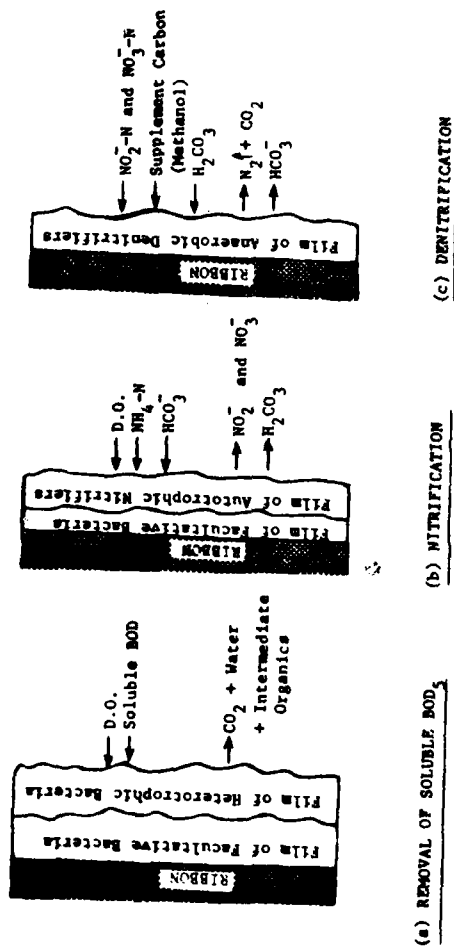 RIBBON
Film of Facultative Bacteria
Film of Heterotrophic Bacteria
D.O.
Soluble BOD
CO2 + Water
+ Intermediate
Organics
(a) REMOVAL OF SOLUBLE BOD5
RIBBON
Film of Facultative Bacteria
Film of Autotrophic Nitrifiers
D.O.
NH4-N
HCO3-
NO2- and NO3-
H2CO3
(b) NITRIFICATION
RIBBON
Film of Anaerobic Denitrifiers
NO2--N and NO3--N
Supplement Carbon
(Methanol)
H2CO3
N2↑ + CO2
HCO3-
(c) DENITRIFICATION